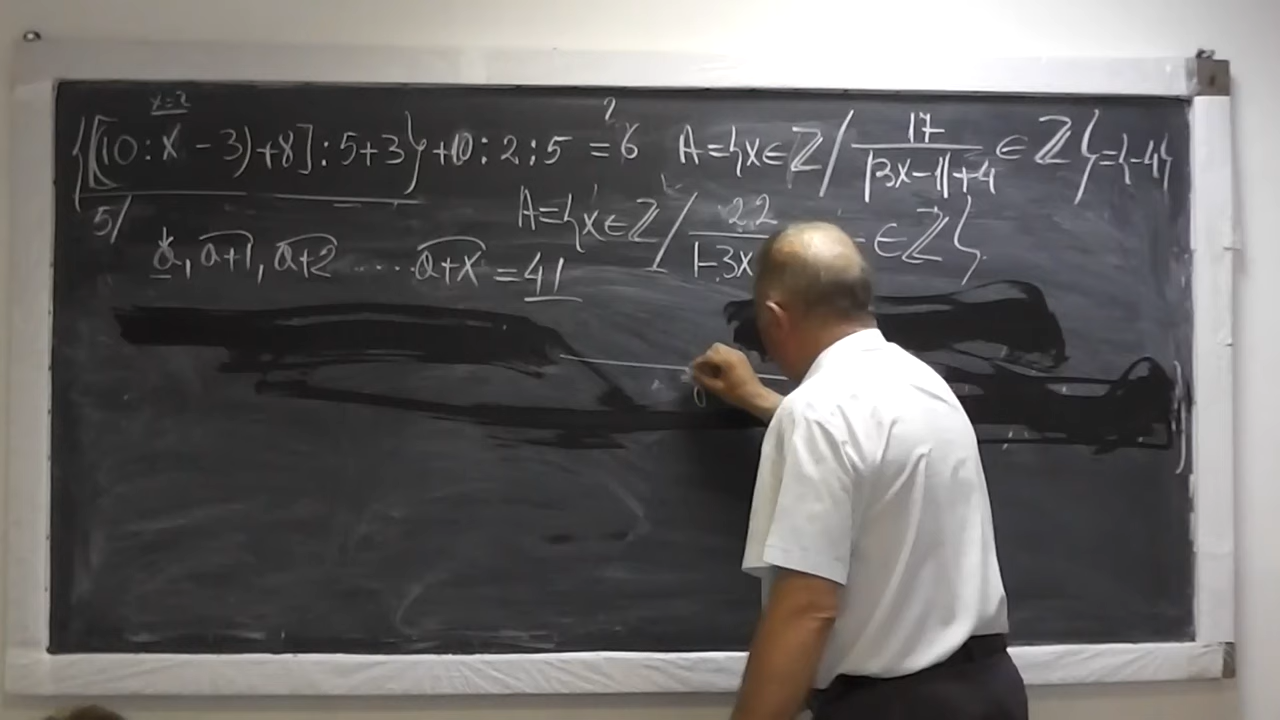 x=2
{[(10:x-3)+8]:5+3}+10:2:5 =? 6
5/
a, a+1, a+2 ..... a+x = 41
A={x∈ℤ/ 17/(|3x-1|+4) ∈ℤ}={-4}
A={x∈ℤ/ 22/|-3x ∈ℤ}
0